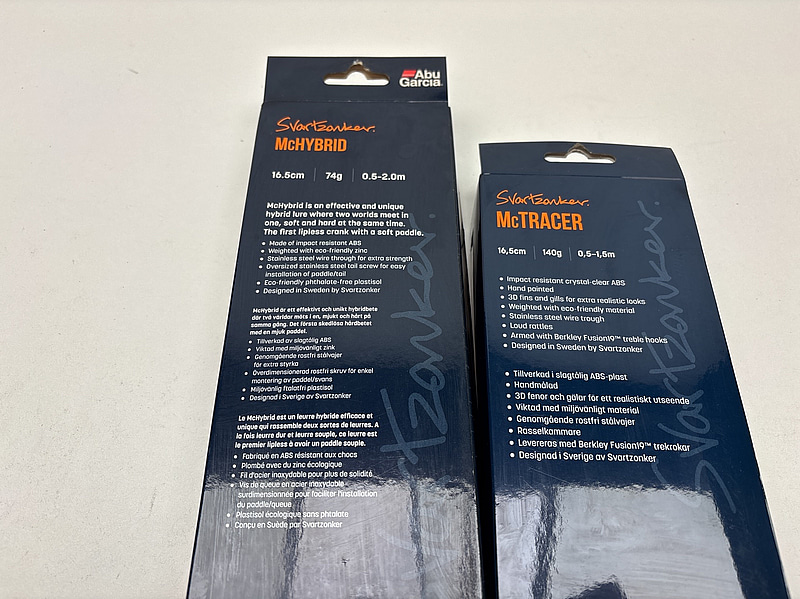 Abu
Garcia
Svartzonker.
McHYBRID
16.5cm | 74g | 0.5-2.0m
McHybrid is an effective and unique
hybrid lure where two worlds meet in
one, soft and hard at the same time.
The first lipless crank with a soft paddle.
• Made of impact resistant ABS
• Weighted with eco-friendly zinc
• Stainless steel wire through for extra strength
• Oversized stainless steel tail screw for easy
installation of paddle/tail
• Eco-friendly phthalate-free plastisol
• Designed in Sweden by Svartzonker
McHybrid är ett effektivt och unikt hybridbete
där två världar möts i en, mjukt och hårt på
samma gång. Det första skedlösa hårdbetet
med en mjuk paddel.
• Tillverkad av slagtålig ABS
• Viktad med miljövänligt zink
• Genomgående rostfri stålvajer
för extra styrka
• Överdimensionerad rostfri skruv för enkel
montering av paddel/svans
• Miljövänlig ftalatfri plastisol
• Designad i Sverige av Svartzonker
Le McHybrid est un leurre hybride efficace et
unique qui rassemble deux sortes de leurres. A
la fois leurre dur et leurre souple, ce leurre est
le premier lipless à avoir un paddle souple.
• Fabriqué en ABS résistant aux chocs
• Plombé avec du zinc écologique
• Fil d'acier inoxydable pour plus de solidité
• Vis de queue en acier inoxydable
surdimensionnée pour faciliter l'installation
du paddle/queue
• Plastisol écologique sans phtalate
• Conçu en Suède par Svartzonker
Svartzonker.
McTRACER
16,5cm | 140g | 0,5-1,5m
• Impact resistant crystal-clear ABS
• Hand painted
• 3D fins and gills for extra realistic looks
• Weighted with eco-friendly material
• Stainless steel wire trough
• Loud rattles
• Armed with Berkley Fusion19™ treble hooks
• Designed in Sweden by Svartzonker
• Tillverkad i slagtålig ABS-plast
• Handmålad
• 3D fenor och gälar för ett realistiskt utseende
• Viktad med miljövänligt material
• Genomgående rostfri stålvajer
• Rasselkammare
• Levereras med Berkley Fusion19™ trekrokar
• Designad i Sverige av Svartzonker